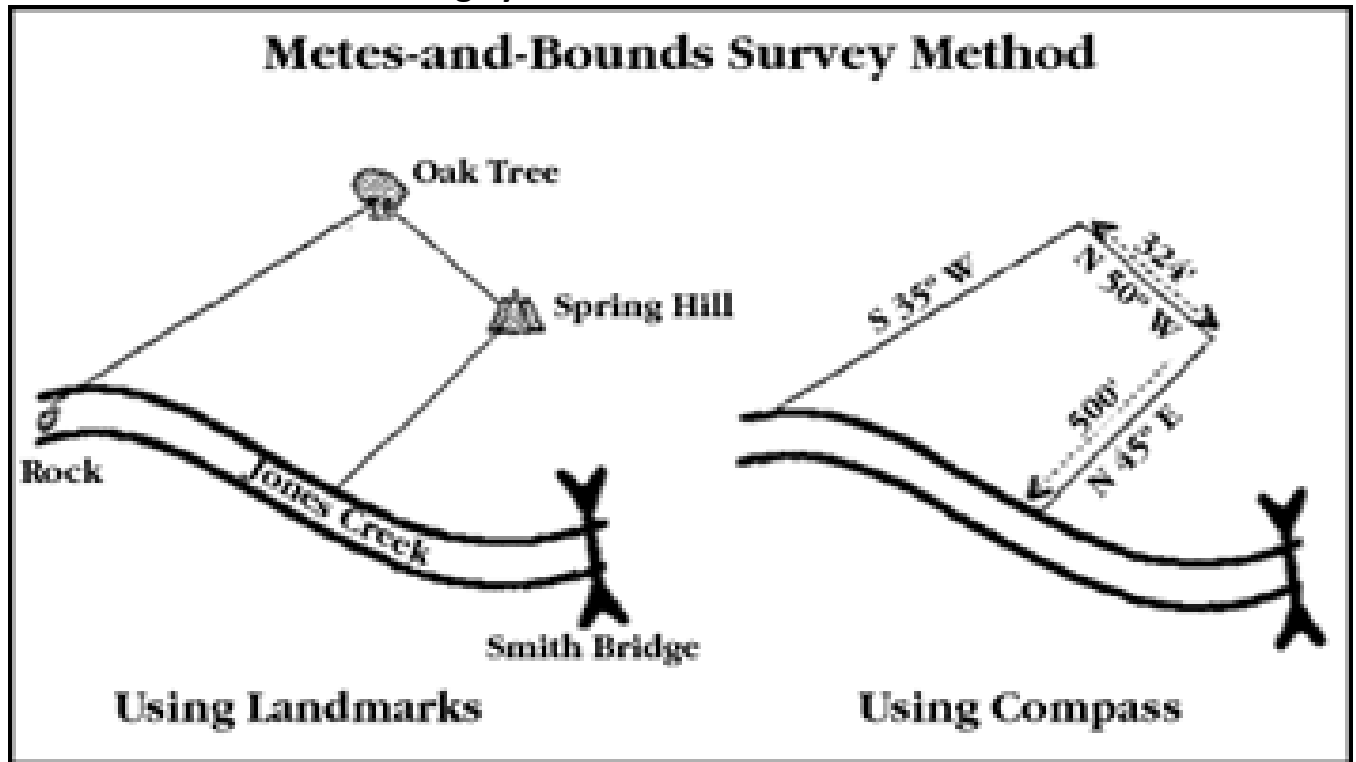 Metes-and-Bounds Survey Method
Oak Tree
Spring Hill
Rock
Jones Creek
Smith Bridge
Using Landmarks
S 35° W
324'
N 50° W
500'
N 45° E
Using Compass